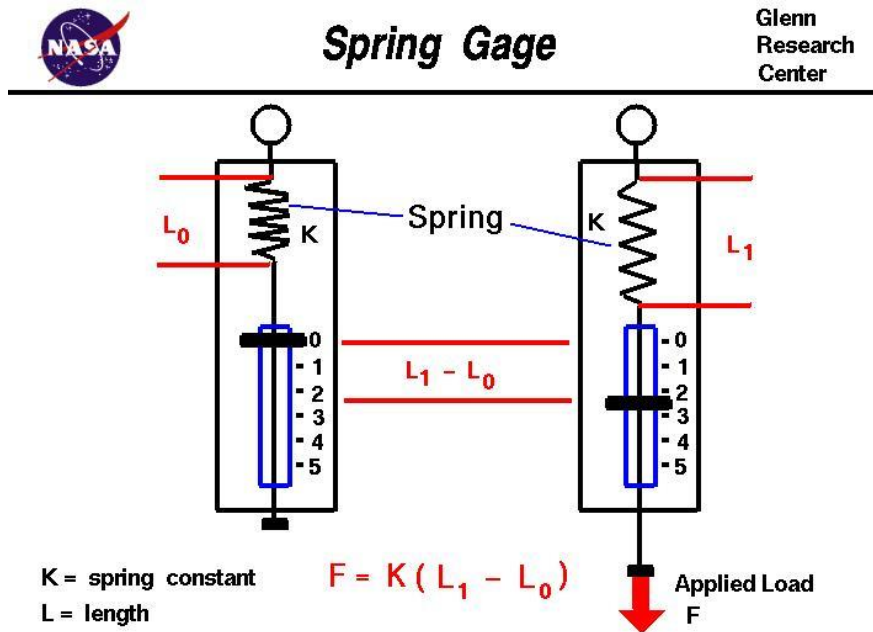 NASA
Spring Gage
Glenn
Research
Center
L0
K
Spring
K
L1
0
1
2
3
4
5
L1 - L0
0
1
2
3
4
5
K = spring constant
L = length
F = K ( L1 - L0 )
Applied Load
F